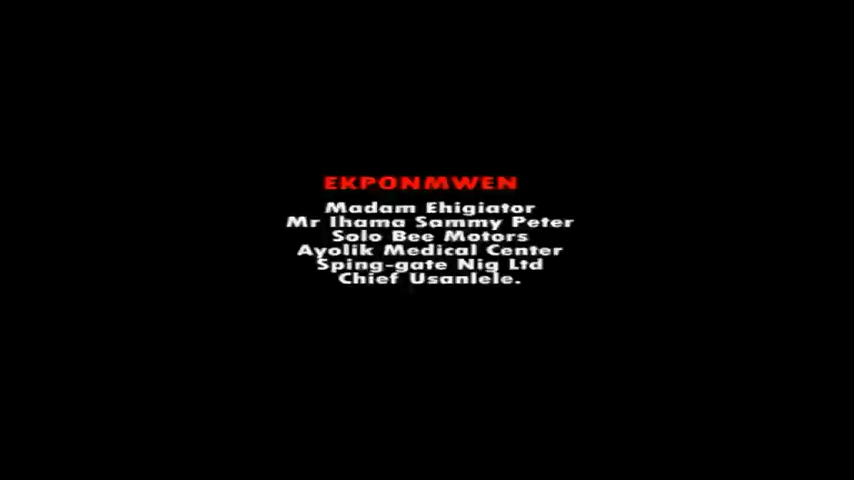 EKPONMWEN
Madam Ehigiator
Mr Ihama Sammy Peter
Solo Bee Motors
Ayolik Medical Center
Sping-gate Nig Ltd
Chief Usanlele.